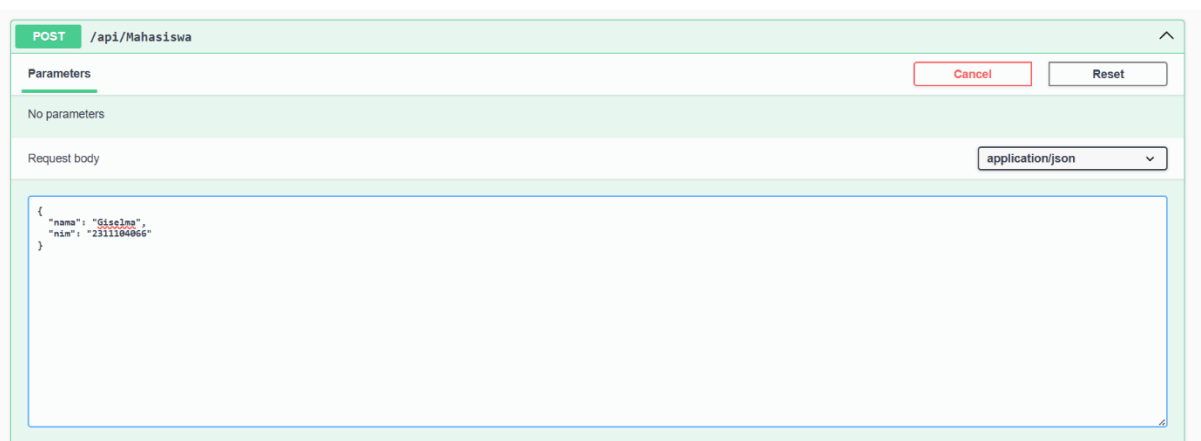 POST /api/Mahasiswa
Parameters
Cancel Reset
No parameters
Request body
application/json
{
"nama": "Giselma",
"nim": "2311104066"
}